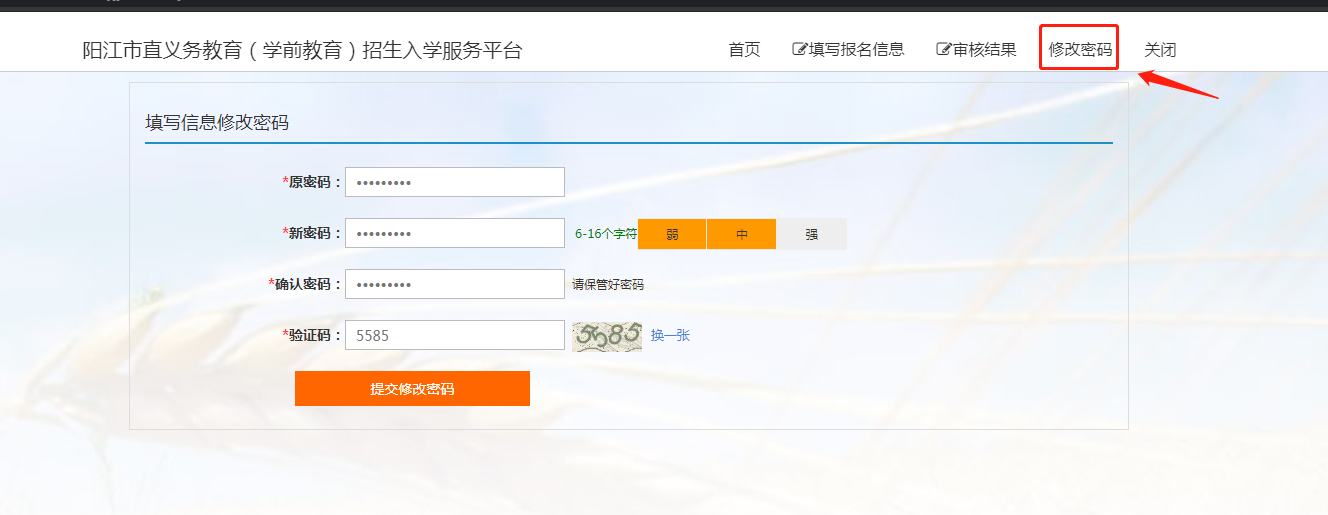 阳江市直义务教育（学前教育）招生入学服务平台 首页 填写报名信息 审核结果 修改密码 关闭
填写信息修改密码
*原密码： •••••••••
*新密码： ••••••••• 6-16个字符 弱 中 强
*确认密码： ••••••••• 请保管好密码
*验证码： 5585 5585 换一张
提交修改密码